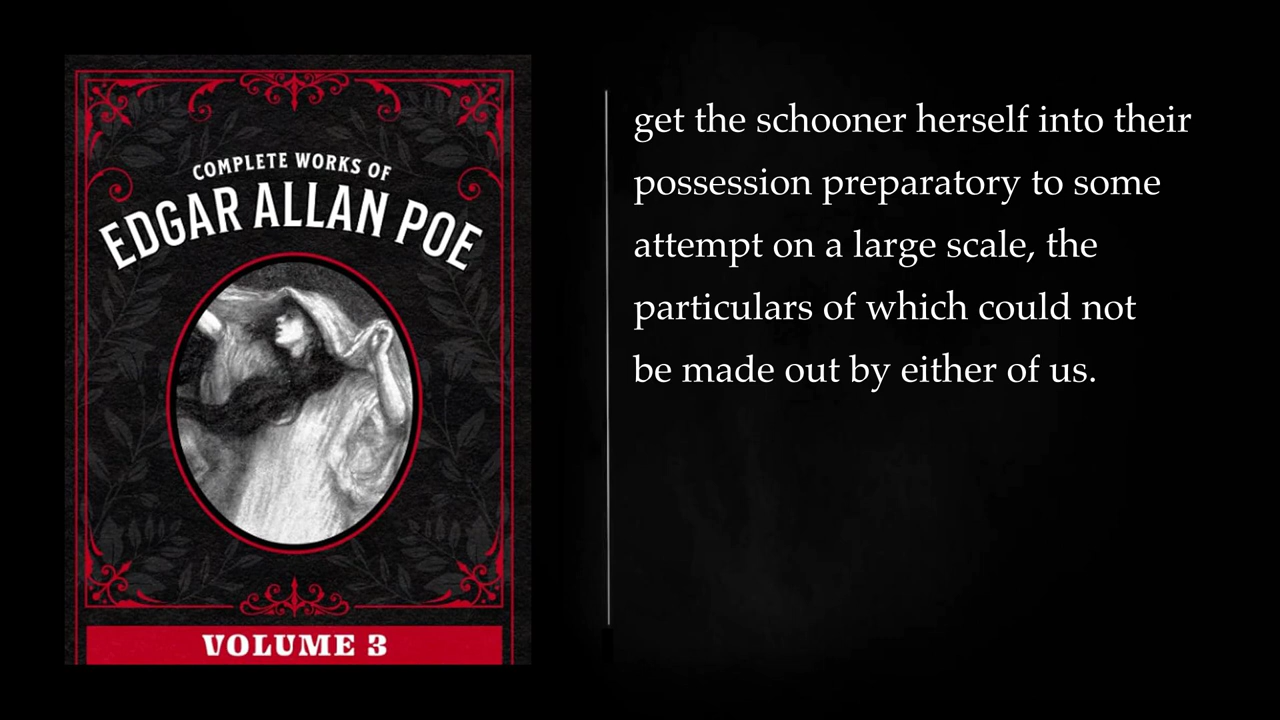 COMPLETE WORKS OF
EDGAR ALLAN POE
VOLUME 3
get the schooner herself into their
possession preparatory to some
attempt on a large scale, the
particulars of which could not
be made out by either of us.